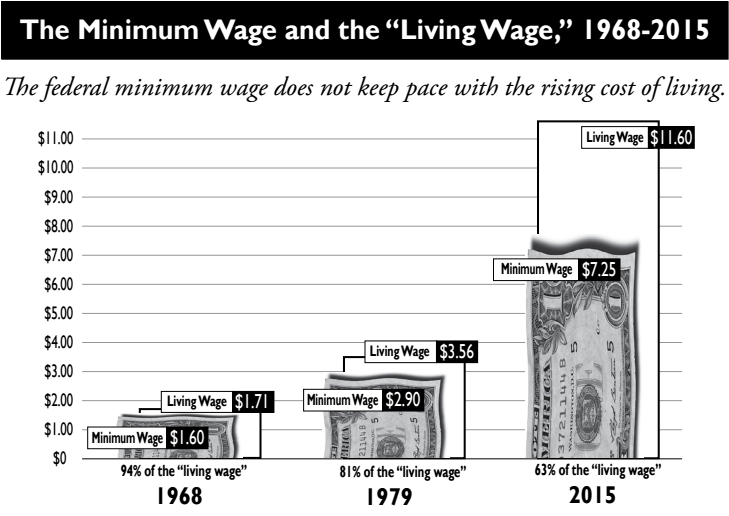 The Minimum Wage and the “Living Wage,” 1968-2015
The federal minimum wage does not keep pace with the rising cost of living.
$11.00
$10.00
$9.00
$8.00
$7.00
$6.00
$5.00
$4.00
$3.00
$2.00
$1.00
$0
Living Wage $1.71
Minimum Wage $1.60
94% of the “living wage”
1968
Living Wage $3.56
Minimum Wage $2.90
81% of the “living wage”
1979
Living Wage $11.60
Minimum Wage $7.25
63% of the “living wage”
2015